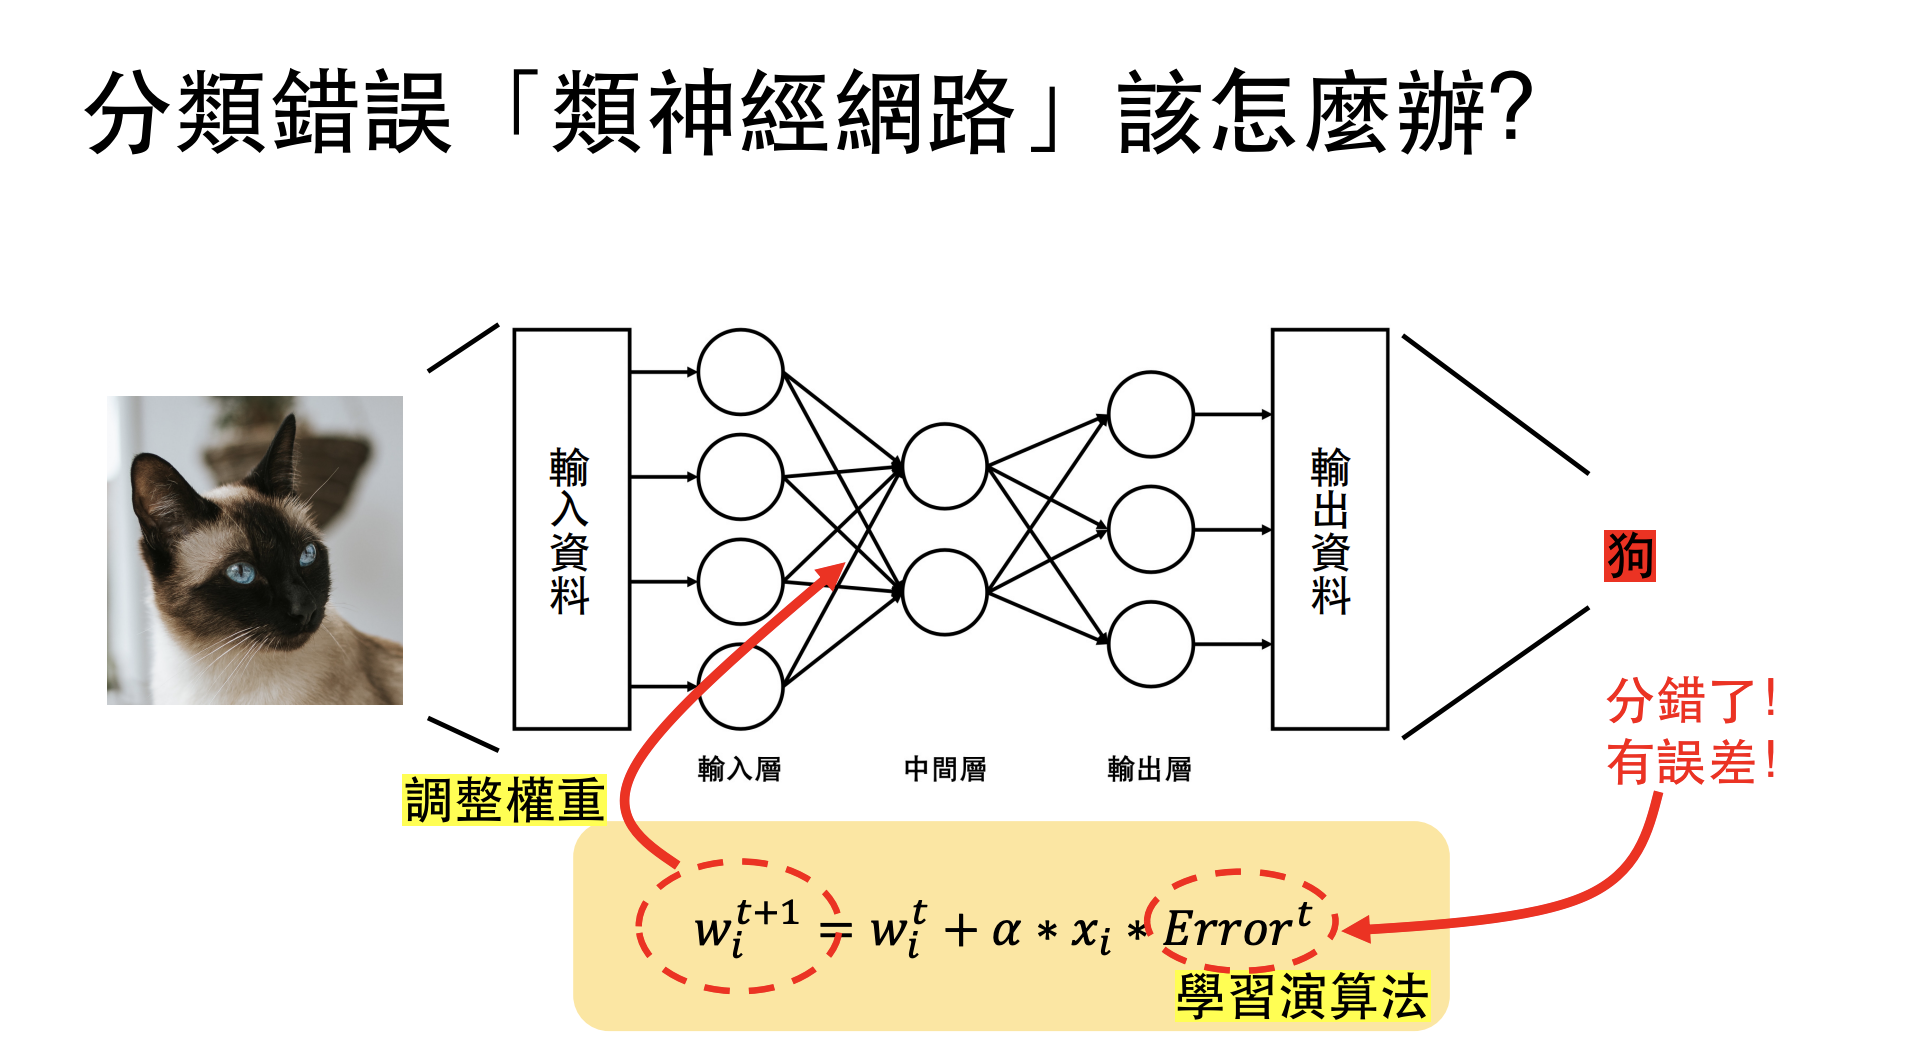 分類錯誤「類神經網路」該怎麼辦?
輸入資料
輸出資料
狗
分錯了!
有誤差!
輸入層
中間層
輸出層
調整權重
w_i^{t+1} = w_i^t + α * x_i * Error^t
學習演算法